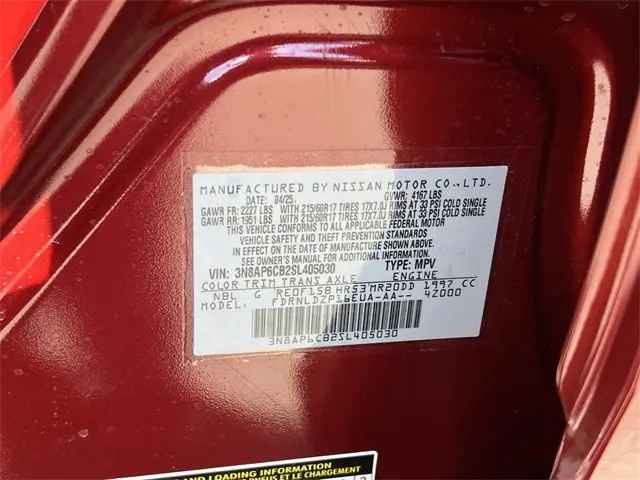 MANUFACTURED BY NISSAN MOTOR CO.,LTD.
DATE: 04/25. GVWR: 4167 LBS
GAWR FR: 2227 LBS WITH 215/60R17 TIRES 17X7.0J RIMS AT 33 PSI COLD SINGLE
GAWR RR: 1951 LBS WITH 215/60R17 TIRES 17X7.0J RIMS AT 33 PSI COLD SINGLE
THIS VEHICLE CONFORMS TO ALL APPLICABLE FEDERAL MOTOR
VEHICLE SAFETY STANDARDS
IN EFFECT ON THE DATE OF MANUFACTURE SHOWN ABOVE.
SEE OWNER'S MANUAL FOR ADDITIONAL INFORMATION
VIN: 3N8AP6CB2SL405030 TYPE: MPV
COLOR TRIM TRANS AXLE ENGINE
NBL G RE0F15B HR53 MR20DD 1997 CC
MODEL: FDRNLDZP16EUA-AA-- 4Z000
3N8AP6CB2SL405030
AND LOADING INFORMATION
PNEUS ET LE CHARGEMENT